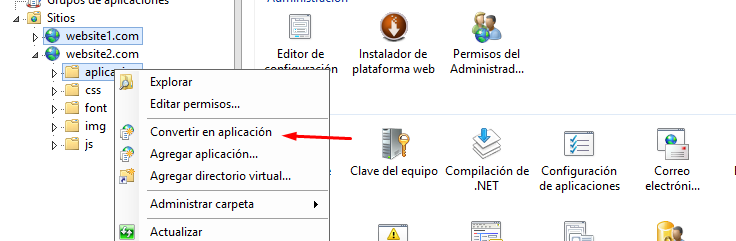 Grupos de aplicaciones
Sitios
website1.com
website2.com
css
font
img
js
Explorar
Editar permisos...
Convertir en aplicación
Agregar aplicación...
Agregar directorio virtual...
Administrar carpeta
Actualizar
Administración
Editor de
configuración
Instalador de
plataforma web
Permisos del
Administrad...
Clave del equipo
Compilación de
.NET
Configuración
de aplicaciones
Correo
electróni...